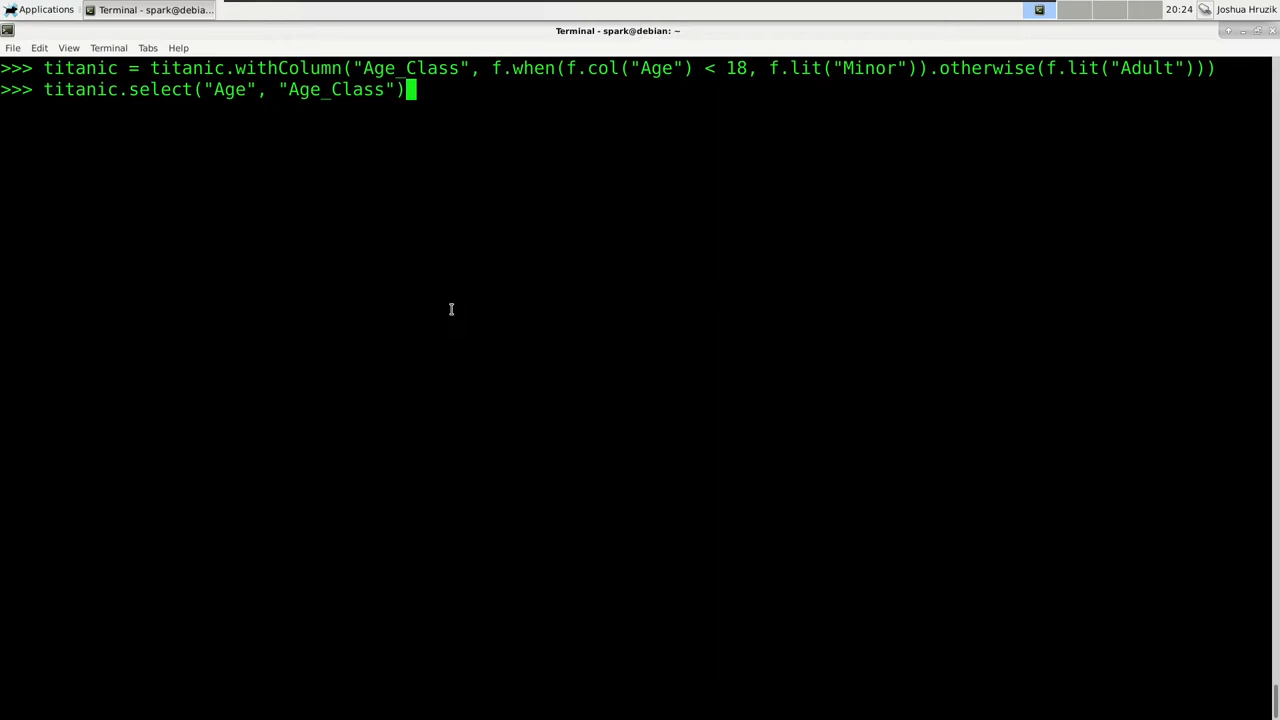 Applications
Terminal - spark@debia...
20:24
Joshua Hruzik
Terminal - spark@debian: ~
File Edit View Terminal Tabs Help
>>> titanic = titanic.withColumn("Age_Class", f.when(f.col("Age") < 18, f.lit("Minor")).otherwise(f.lit("Adult")))
>>> titanic.select("Age", "Age_Class")